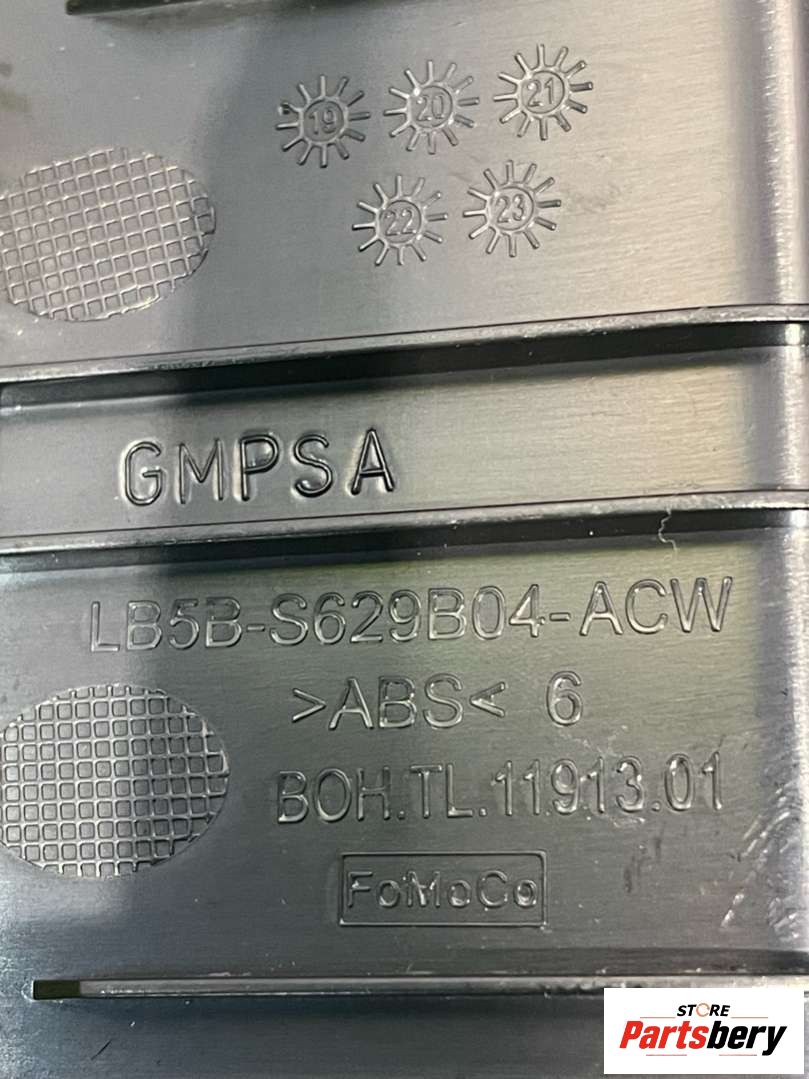 19 20 21
22 23
GMPSA
LB5B-S629B04-ACW
>ABS< 6
BOH.TL.11913.01
FoMoCo
STORE
Partsbery